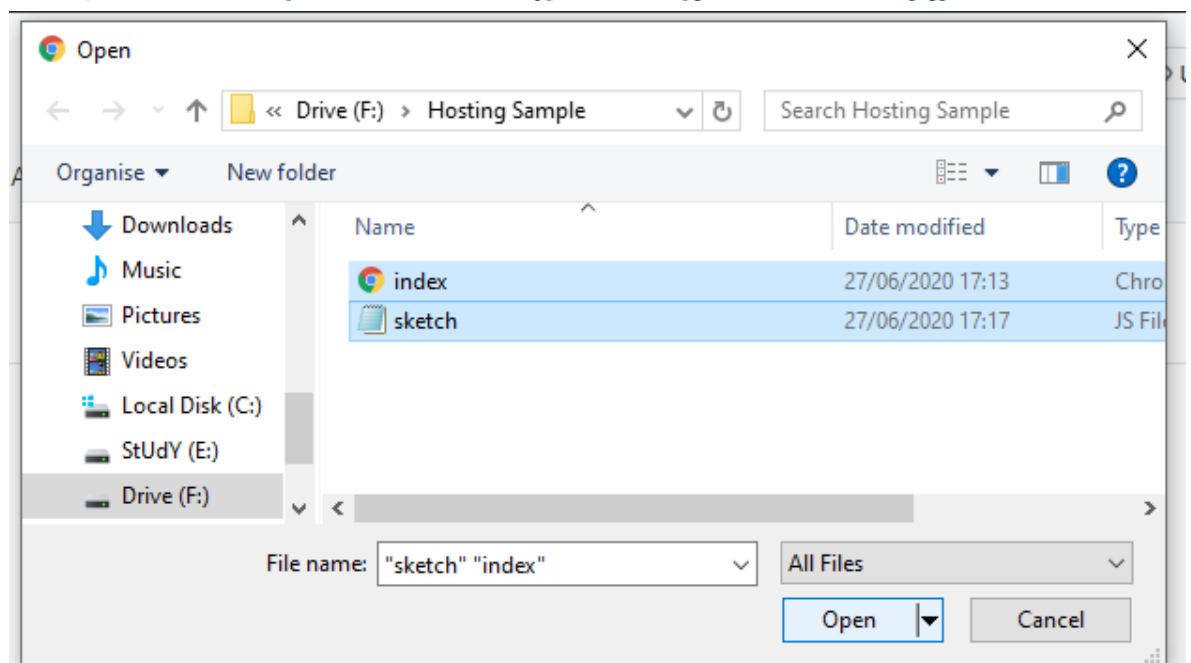 Open
« Drive (F:) › Hosting Sample
Search Hosting Sample
Organise
New folder
Downloads
Music
Pictures
Videos
Local Disk (C:)
StUdY (E:)
Drive (F:)
Name Date modified Type
index 27/06/2020 17:13 Chro
sketch 27/06/2020 17:17 JS File
File name: "sketch" "index"
All Files
Open
Cancel